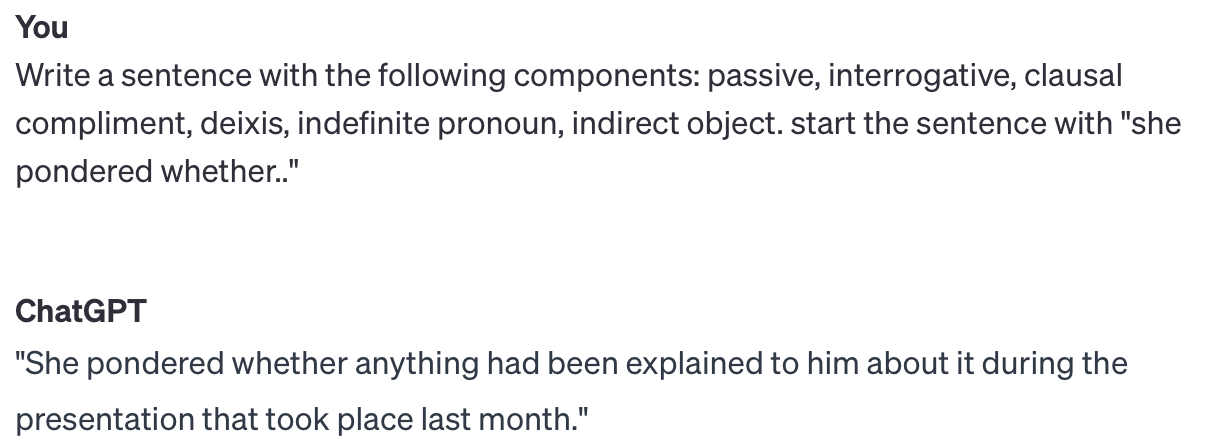 You
Write a sentence with the following components: passive, interrogative, clausal
compliment, deixis, indefinite pronoun, indirect object. start the sentence with "she
pondered whether.."
ChatGPT
"She pondered whether anything had been explained to him about it during the
presentation that took place last month."